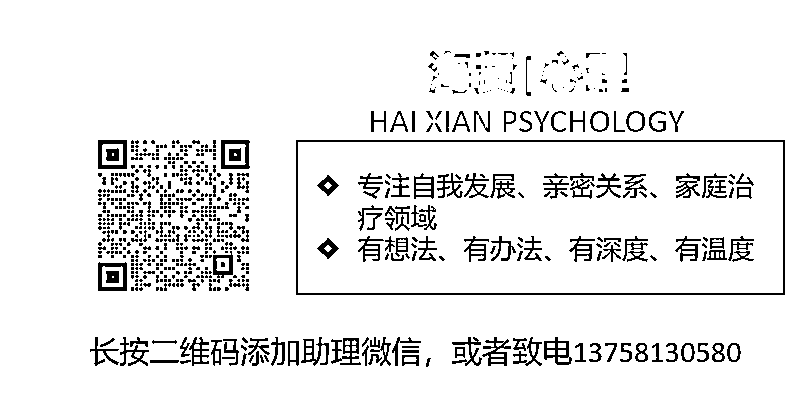 HAI XIAN PSYCHOLOGY
专注自我发展、亲密关系、家庭治
疗领域
有想法、有办法、有深度、有温度
长按二维码添加助理微信，或者致电13758130580